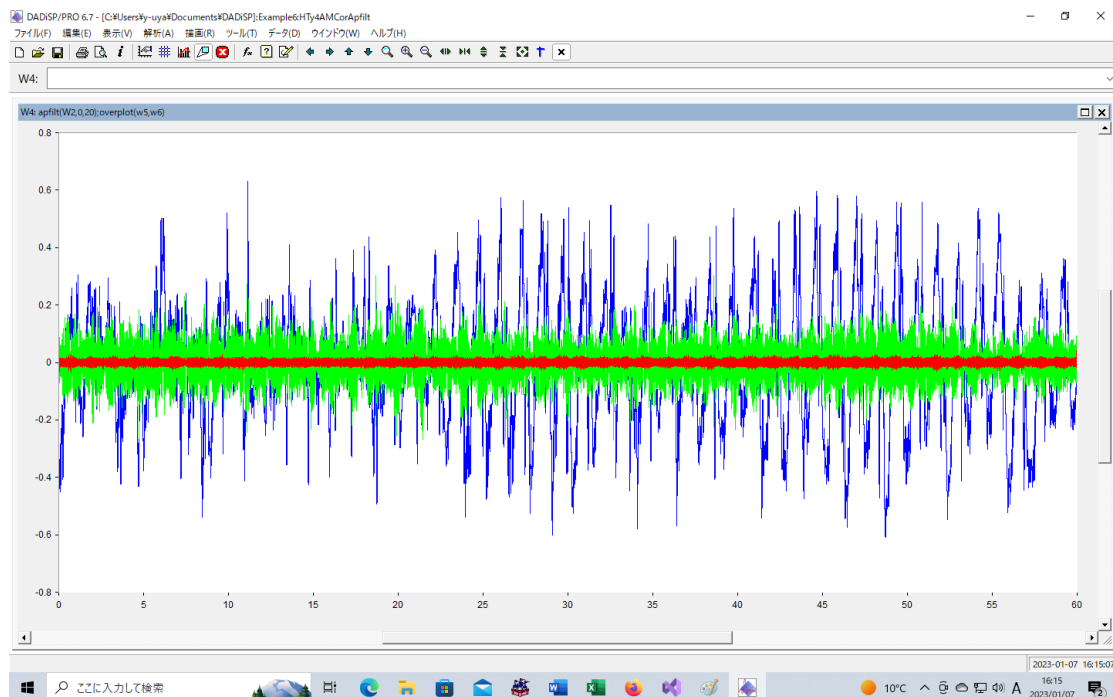 DADiSP/PRO 6.7 - [C:¥Users¥y-uya¥Documents¥DADiSP]:Example6:HTy4AMCorApfilt
ファイル(F) 編集(E) 表示(V) 解析(A) 描画(R) ツール(T) データ(D) ウインドウ(W) ヘルプ(H)
W4:
W4: apfilt(W2,0,20);overplot(w5,w6)
0.8
0.6
0.4
0.2
0
-0.2
-0.4
-0.6
-0.8
0 5 10 15 20 25 30 35 40 45 50 55 60
2023-01-07 16:15:07
ここに入力して検索
10°C
A
16:15
2023/01/07